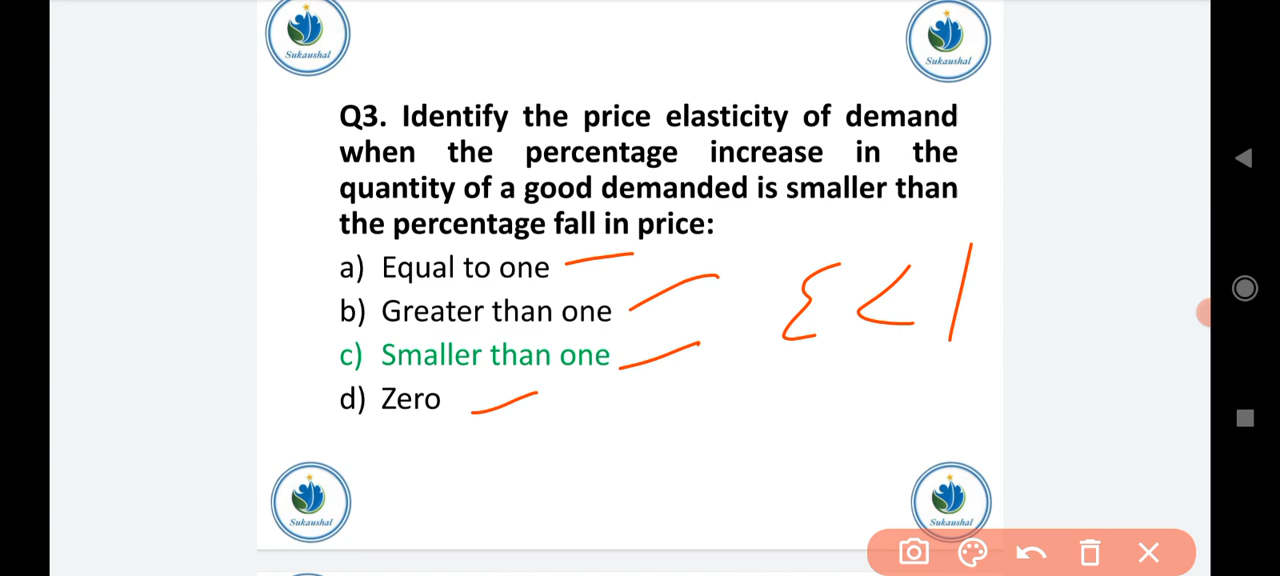 Sukaushal
Sukaushal
Q3. Identify the price elasticity of demand
when the percentage increase in the
quantity of a good demanded is smaller than
the percentage fall in price:
a) Equal to one
b) Greater than one
c) Smaller than one
d) Zero
ε < 1
Sukaushal
Sukaushal